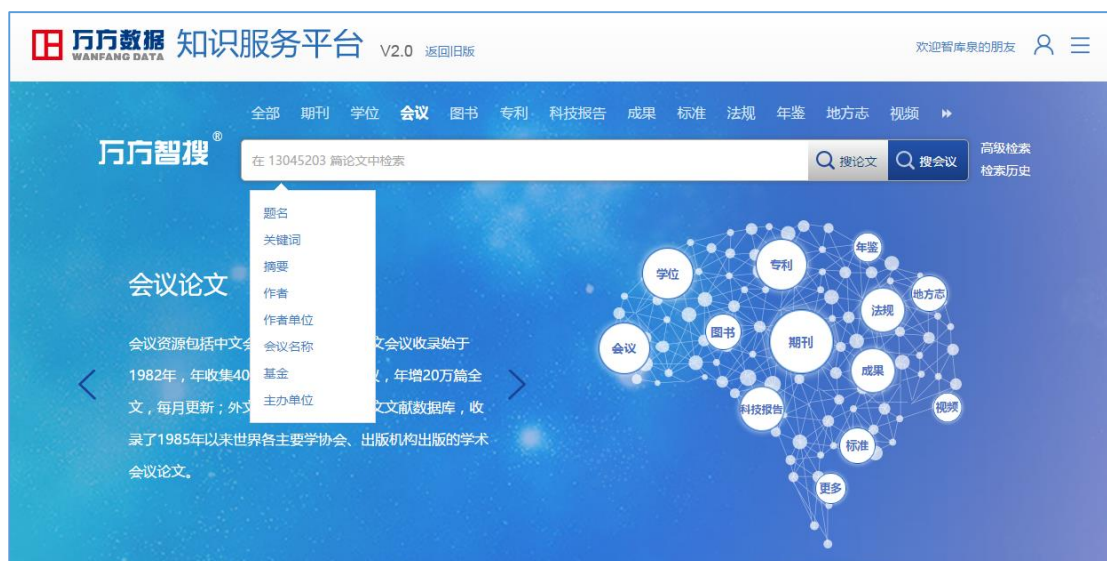 万方数据 知识服务平台 V2.0 返回旧版 欢迎智库泉的朋友
WANFANG DATA
全部 期刊 学位 会议 图书 专利 科技报告 成果 标准 法规 年鉴 地方志 视频
万方智搜®
在 13045203 篇论文中检索 搜论文 搜会议
高级检索
检索历史
题名
关键词
摘要
作者
作者单位
会议名称
基金
主办单位
会议论文
会议资源包括中文会 文会议收录始于
1982年，年收集40 ，年增20万篇全
文，每月更新；外文 文文献数据库，收
录了1985年以来世界各主要学协会、出版机构出版的学术
会议论文。
年鉴
专利
学位
地方志
法规
图书
期刊
会议
成果
科技报告
视频
标准
更多